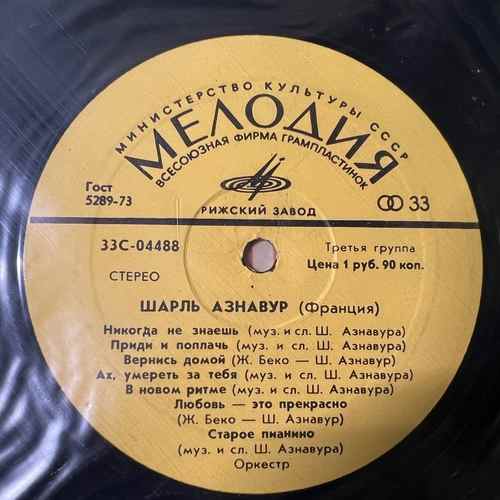 МИНИСТЕРСТВО КУЛЬТУРЫ СССР
МЕЛОДИЯ
ВСЕСОЮЗНАЯ ФИРМА ГРАМПЛАСТИНОК
Гост
5289-73
33
РИЖСКИЙ ЗАВОД
33С-04488
Третья группа
СТЕРЕО
Цена 1 руб. 90 коп.
ШАРЛЬ АЗНАВУР (Франция)
Никогда не знаешь (муз. и сл. Ш. Азнавура)
Приди и поплачь (муз. и сл. Ш. Азнавура)
Вернись домой (Ж. Беко — Ш. Азнавур)
Ах, умереть за тебя (муз. и сл. Ш. Азнавура)
В новом ритме (муз. и сл. Ш. Азнавура)
Любовь — это прекрасно
(Ж. Беко — Ш. Азнавур)
Старое пианино
(муз. и сл. Ш. Азнавура)
Оркестр